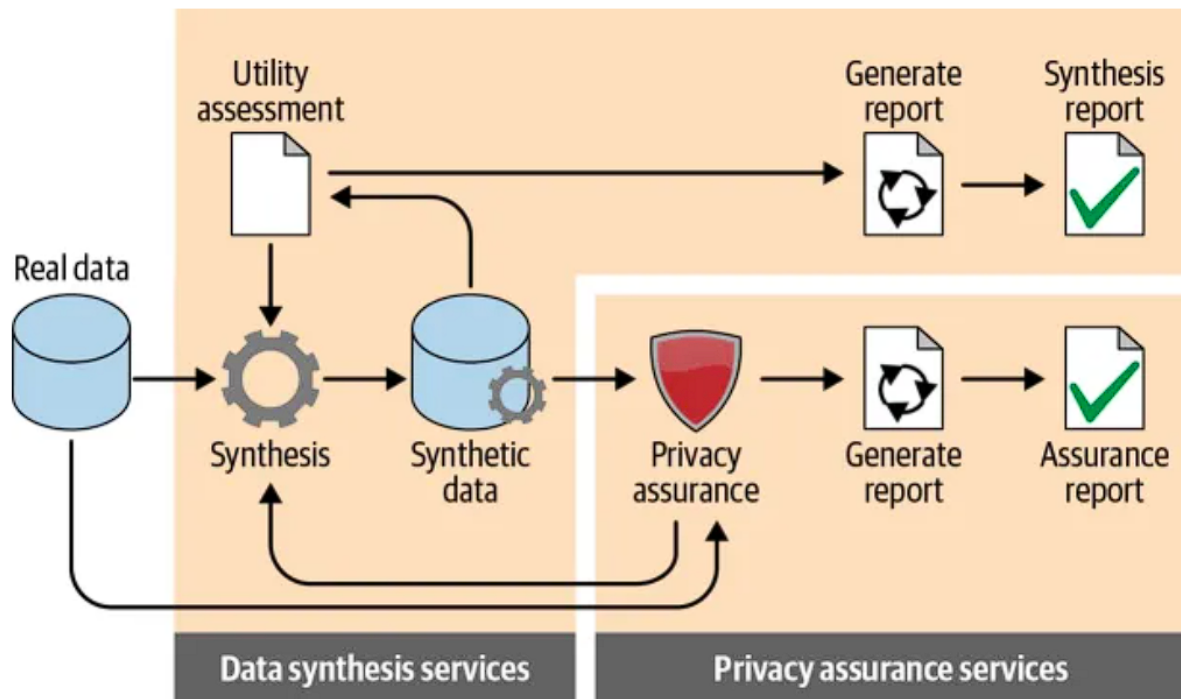 Utility
assessment
Generate
report
Synthesis
report
Real data
Synthesis
Synthetic
data
Privacy
assurance
Generate
report
Assurance
report
Data synthesis services
Privacy assurance services